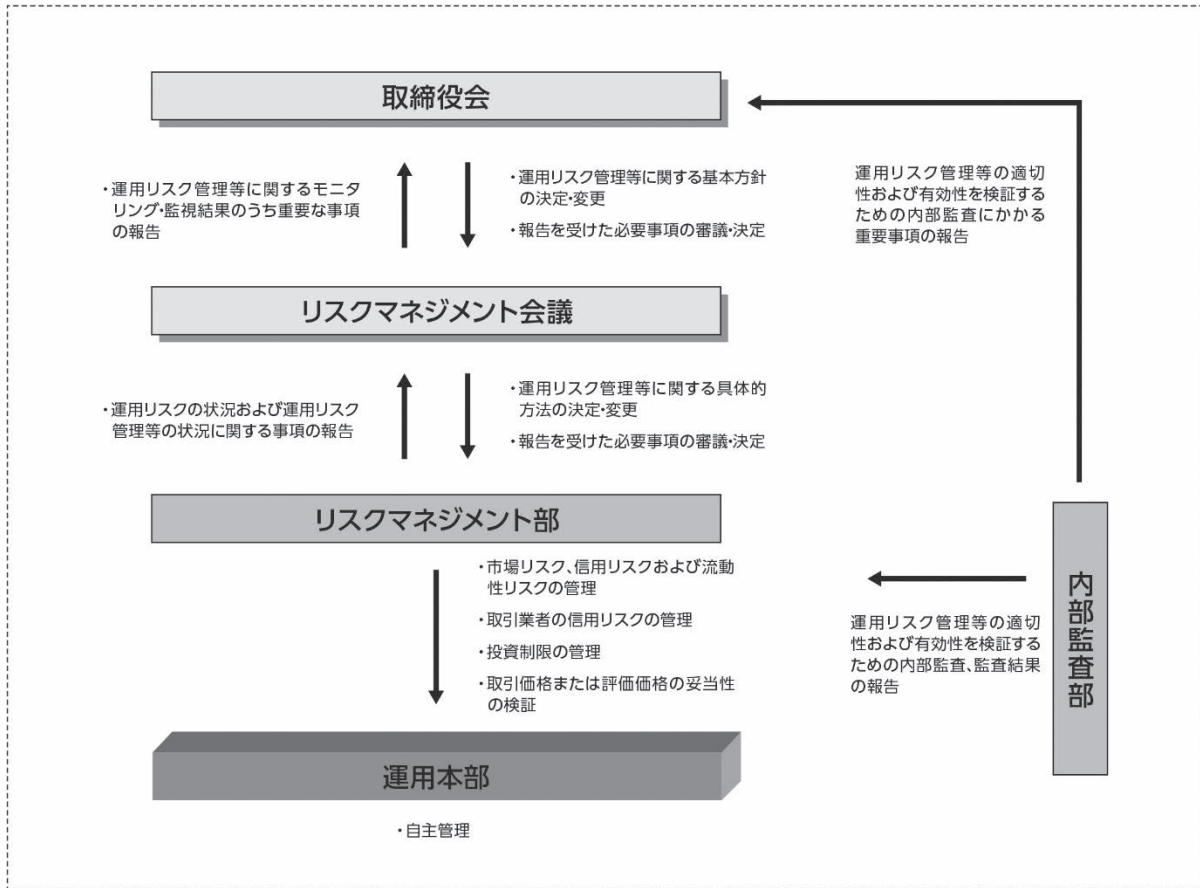 取締役会
・運用リスク管理等に関するモニタ
リング・監視結果のうち重要な事項
の報告
・運用リスク管理等に関する基本方針
の決定・変更
・報告を受けた必要事項の審議・決定
運用リスク管理等の適切
性および有効性を検証する
ための内部監査にかかる
重要事項の報告
リスクマネジメント会議
・運用リスクの状況および運用リスク
管理等の状況に関する事項の報告
・運用リスク管理等に関する具体的
方法の決定・変更
・報告を受けた必要事項の審議・決定
リスクマネジメント部
・市場リスク、信用リスクおよび流動
性リスクの管理
・取引業者の信用リスクの管理
・投資制限の管理
・取引価格または評価価格の妥当性
の検証
運用リスク管理等の適切
性および有効性を検証する
ための内部監査、監査結果
の報告
内部監査部
運用本部
・自主管理